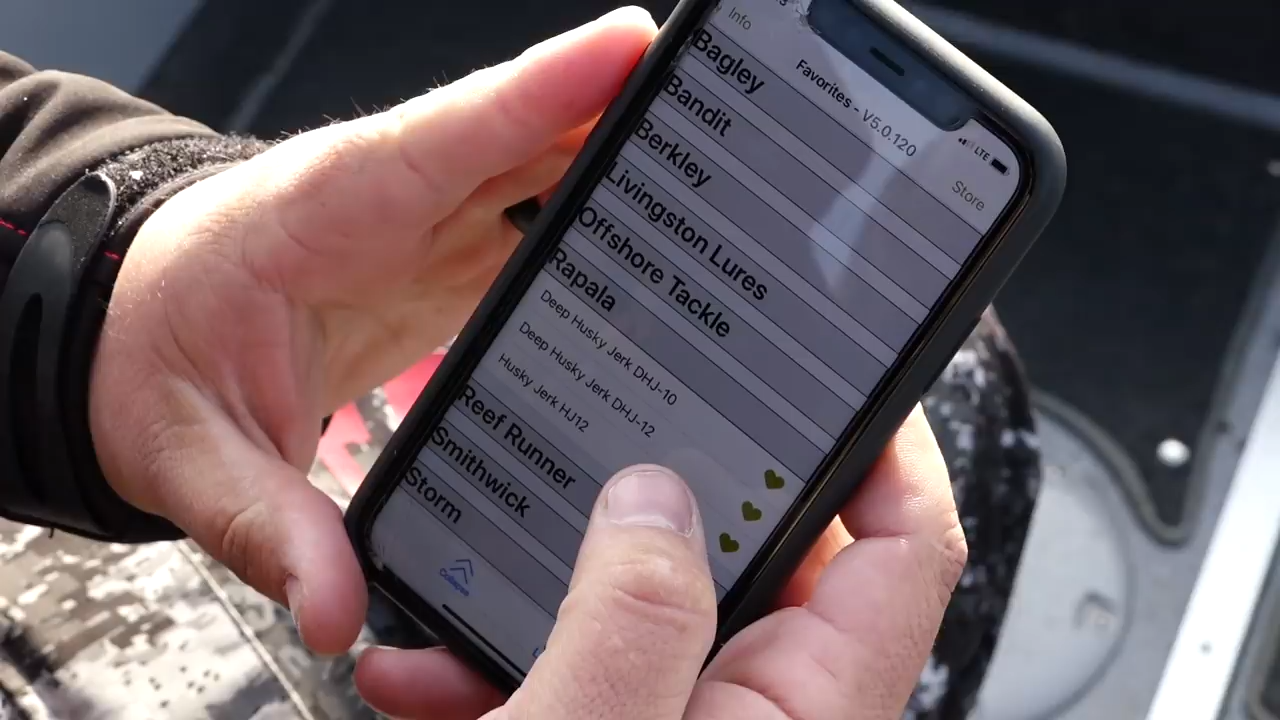 LTE
Info
Favorites - V5.0.120
Store
Bagley
Bandit
Berkley
Livingston Lures
Offshore Tackle
Rapala
Deep Husky Jerk DHJ-10
Deep Husky Jerk DHJ-12
Husky Jerk HJ12
Reef Runner
Smithwick
Storm
Collapse